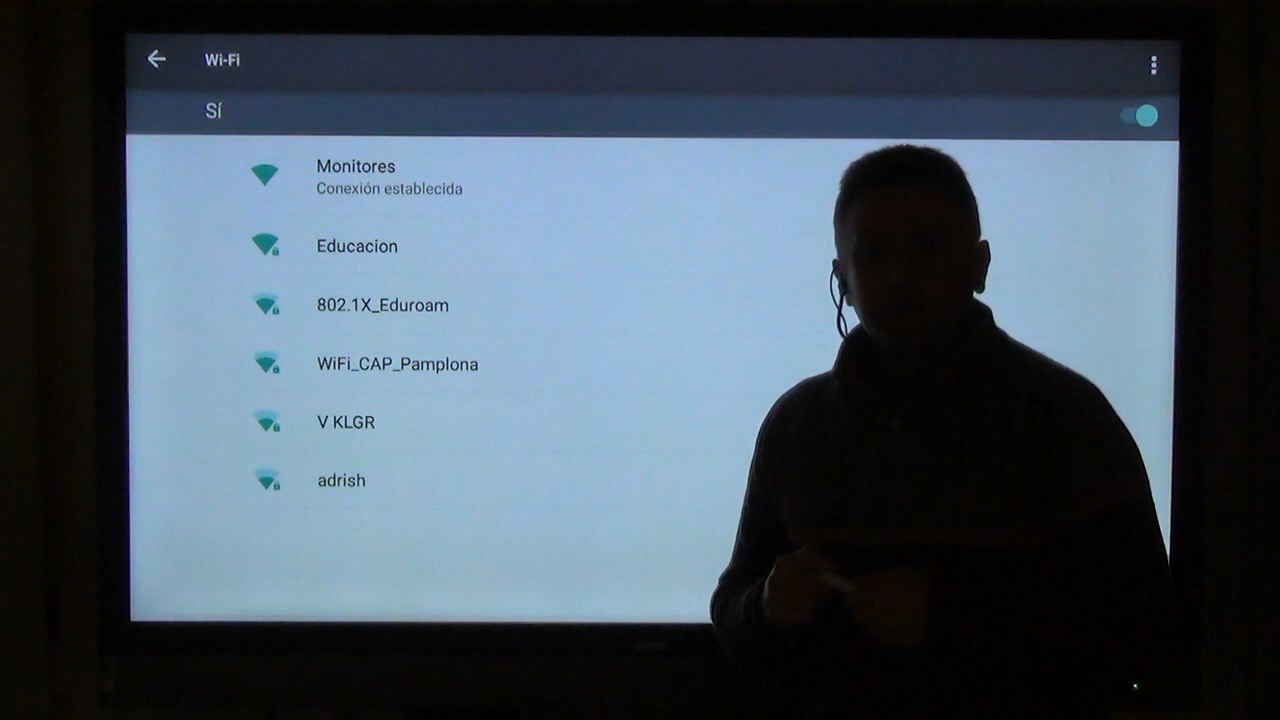 Wi-Fi
Sí
Monitores
Conexión establecida
Educacion
802.1X_Eduroam
WiFi_CAP_Pamplona
V KLGR
adrish